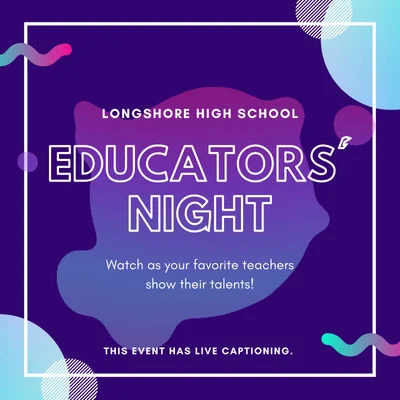 LONGSHORE HIGH SCHOOL
EDUCATORS'
NIGHT
Watch as your favorite teachers
show their talents!
THIS EVENT HAS LIVE CAPTIONING.